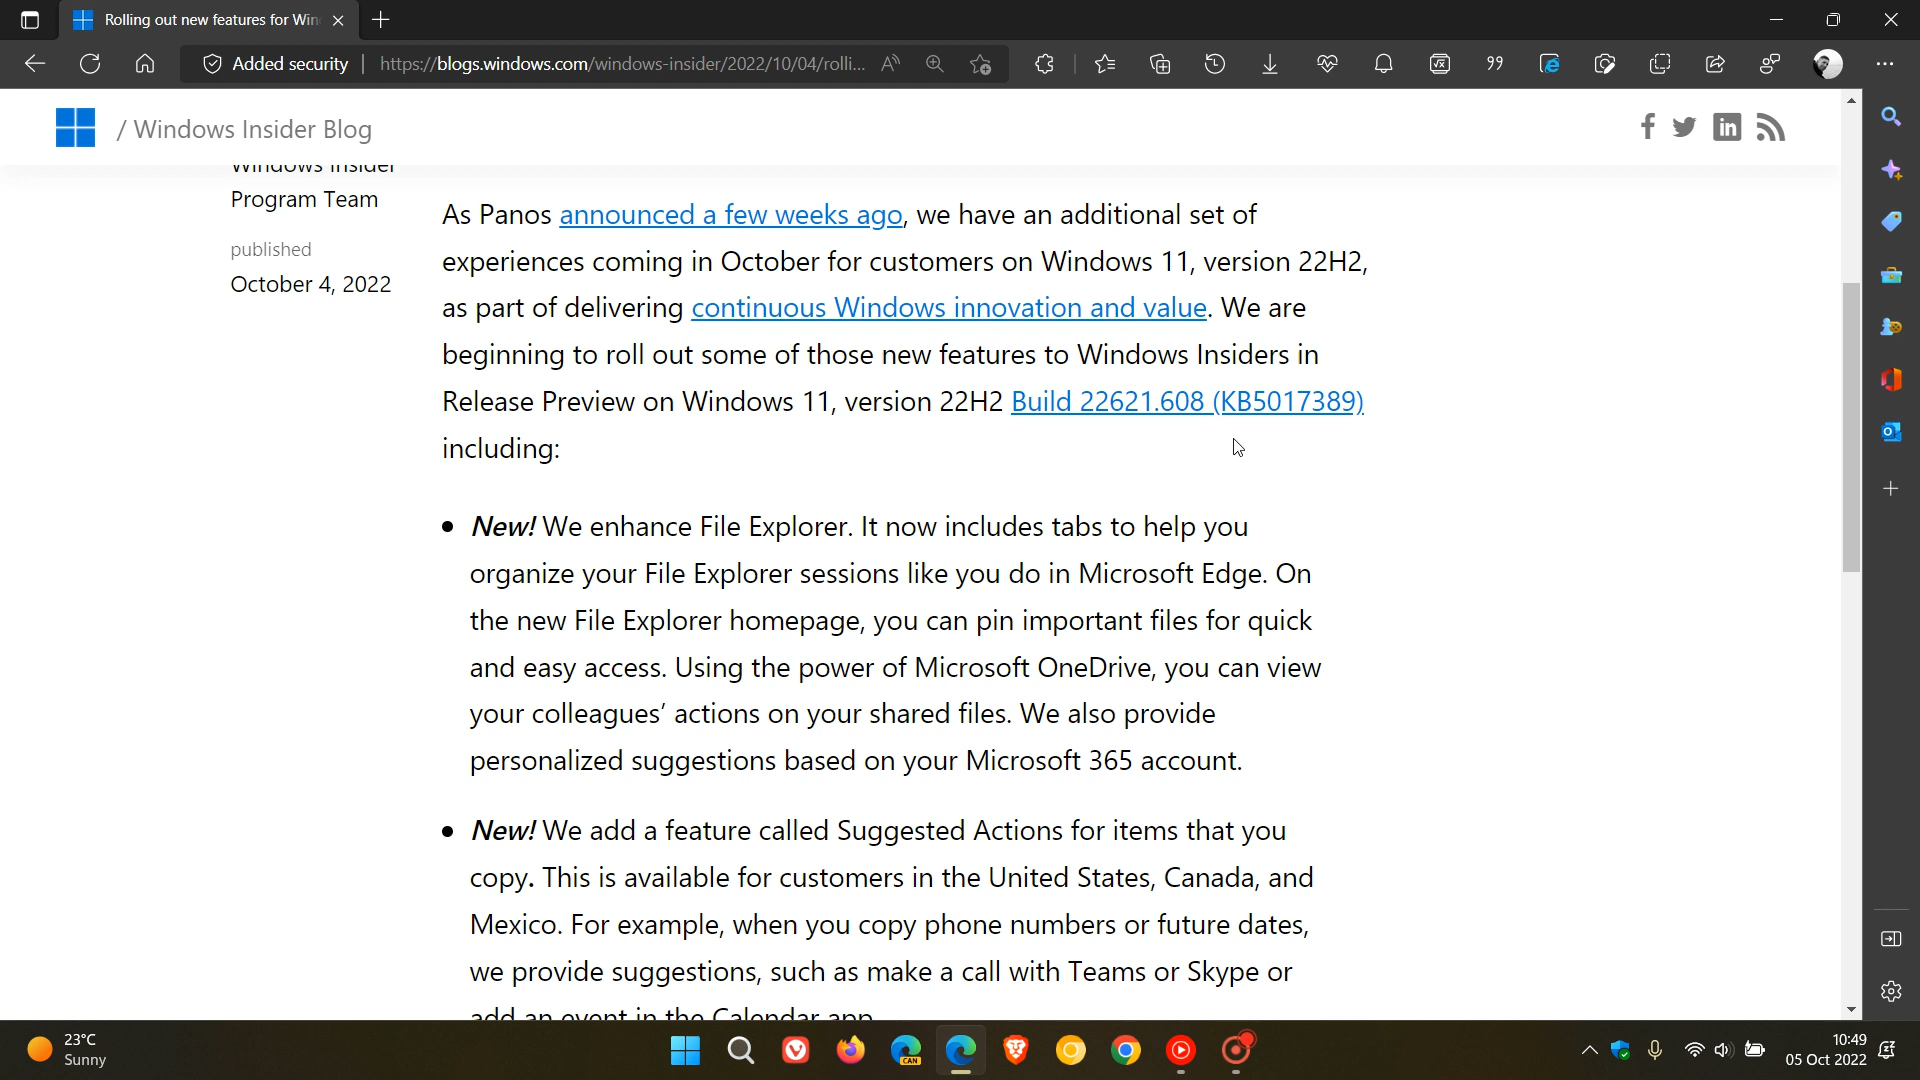 Rolling out new features for Win
Added security
https://blogs.windows.com/windows-insider/2022/10/04/rolli...
/ Windows Insider Blog
Windows Insider
Program Team
published
October 4, 2022
As Panos announced a few weeks ago, we have an additional set of
experiences coming in October for customers on Windows 11, version 22H2,
as part of delivering continuous Windows innovation and value. We are
beginning to roll out some of those new features to Windows Insiders in
Release Preview on Windows 11, version 22H2 Build 22621.608 (KB5017389)
including:
• New! We enhance File Explorer. It now includes tabs to help you
organize your File Explorer sessions like you do in Microsoft Edge. On
the new File Explorer homepage, you can pin important files for quick
and easy access. Using the power of Microsoft OneDrive, you can view
your colleagues’ actions on your shared files. We also provide
personalized suggestions based on your Microsoft 365 account.
• New! We add a feature called Suggested Actions for items that you
copy. This is available for customers in the United States, Canada, and
Mexico. For example, when you copy phone numbers or future dates,
we provide suggestions, such as make a call with Teams or Skype or
add an event in the Calendar app.
23°C
Sunny
CAN
10:49
05 Oct 2022